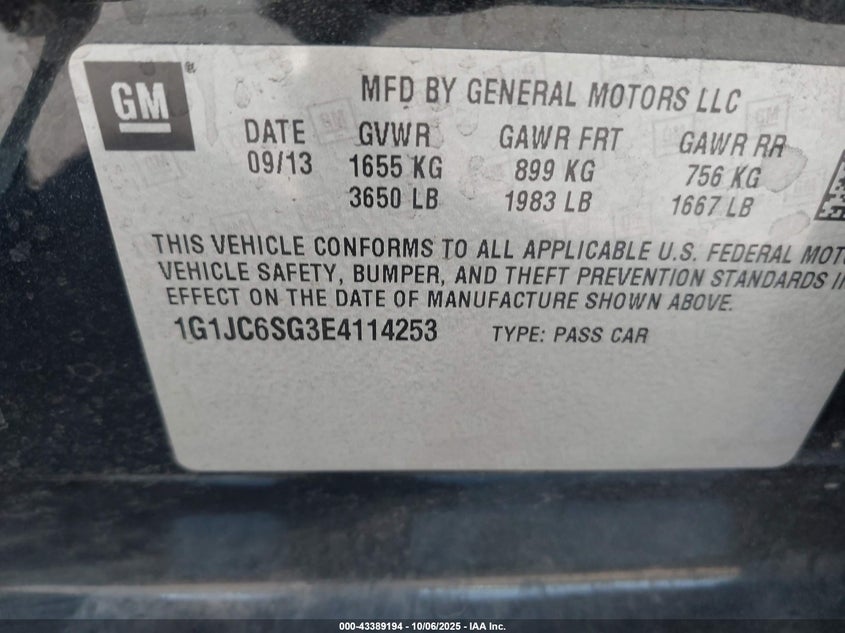 GM
MFD BY GENERAL MOTORS LLC
DATE GVWR GAWR FRT GAWR RR
09/13 1655 KG 899 KG 756 KG
3650 LB 1983 LB 1667 LB
THIS VEHICLE CONFORMS TO ALL APPLICABLE U.S. FEDERAL MOT
VEHICLE SAFETY, BUMPER, AND THEFT PREVENTION STANDARDS IN
EFFECT ON THE DATE OF MANUFACTURE SHOWN ABOVE.
1G1JC6SG3E4114253 TYPE: PASS CAR
000-43389194 - 10/06/2025 - IAA Inc.